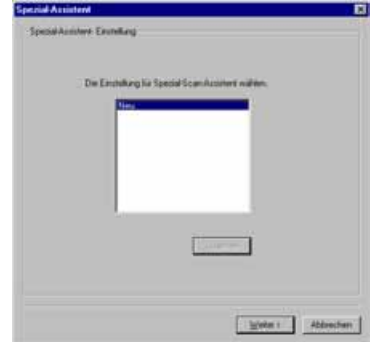 Spezial-Assistent
Spezial-Assistent- Einstellung
Die Einstellung für Spezial-Scan-Assistent wählen.
Neu
Weiter >
Abbrechen